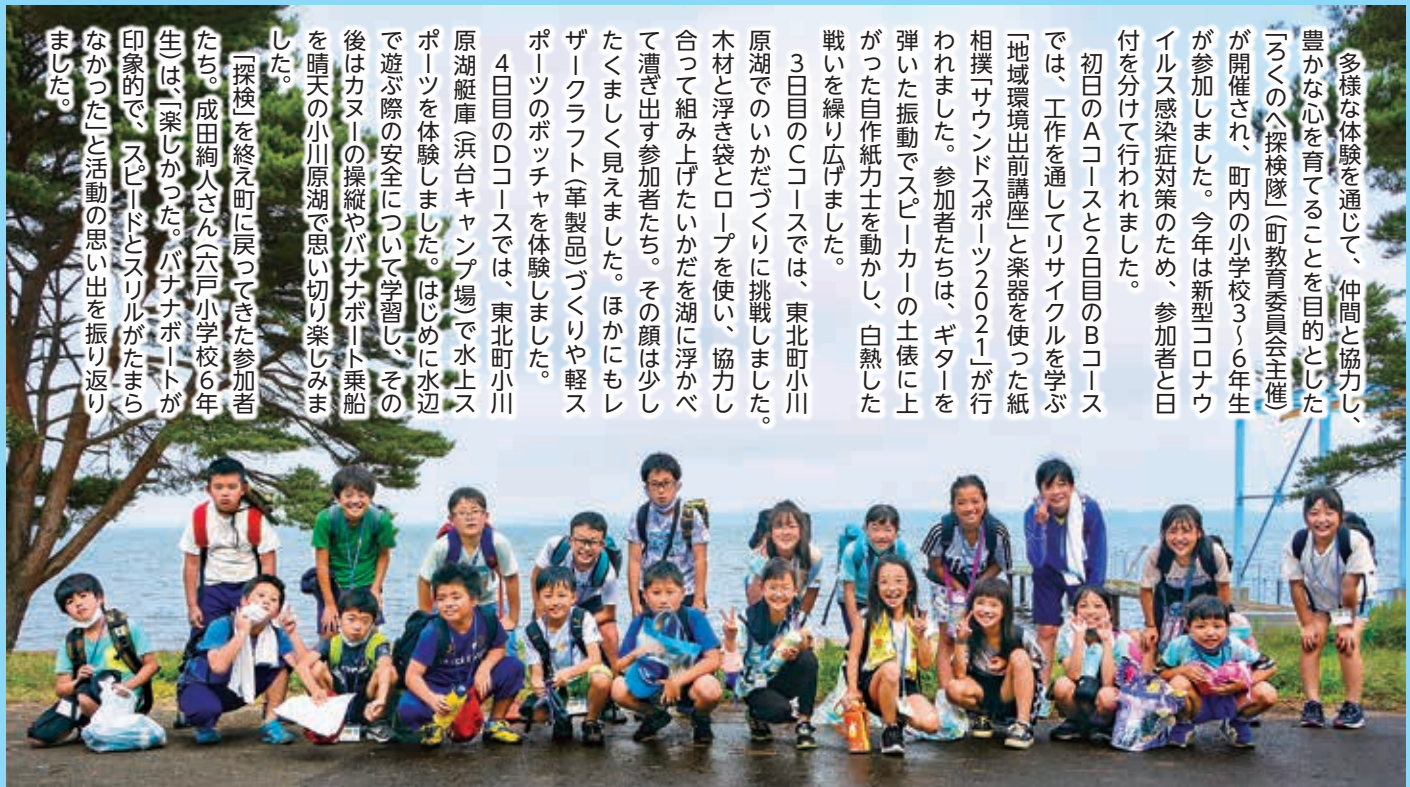 多様な体験を通じて、仲間と協力し、
豊かな心を育てることを目的とした
「ろくのへ探検隊」（町教育委員会主催）
が開催され、町内の小学校3～6年生
が参加しました。今年は新型コロナウ
イルス感染症対策のため、参加者と日
付を分けて行われました。
初日のAコースと2日目のBコース
では、工作を通してリサイクルを学ぶ
「地域環境出前講座」と楽器を使った紙
相撲「サウンドスポーツ2021」が行
われました。参加者たちは、ギターを
弾いた振動でスピーカーの土俵に上
がった自作紙力士を動かし、白熱した
戦いを繰り広げました。
3日目のCコースでは、東北町小川
原湖でのいかだづくりに挑戦しました。
木材と浮き袋とロープを使い、協力し
合って組み上げたいかだを湖に浮かべ
て漕ぎ出す参加者たち。その顔は少し
たくましく見えました。ほかにもレ
ザークラフト（革製品）づくりや軽ス
ポーツのボッチャを体験しました。
4日目のDコースでは、東北町小川
原湖艇庫（浜台キャンプ場）で水上ス
ポーツを体験しました。はじめに水辺
で遊ぶ際の安全について学習し、その
後はカヌーの操縦やバナナボート乗船
を晴天の小川原湖で思い切り楽しみま
した。
「探検」を終え町に戻ってきた参加者
たち。成田絢人さん（六戸小学校6年
生）は、「楽しかった。バナナボートが
印象的で、スピードとスリルがたまら
なかった」と活動の思い出を振り返り
ました。